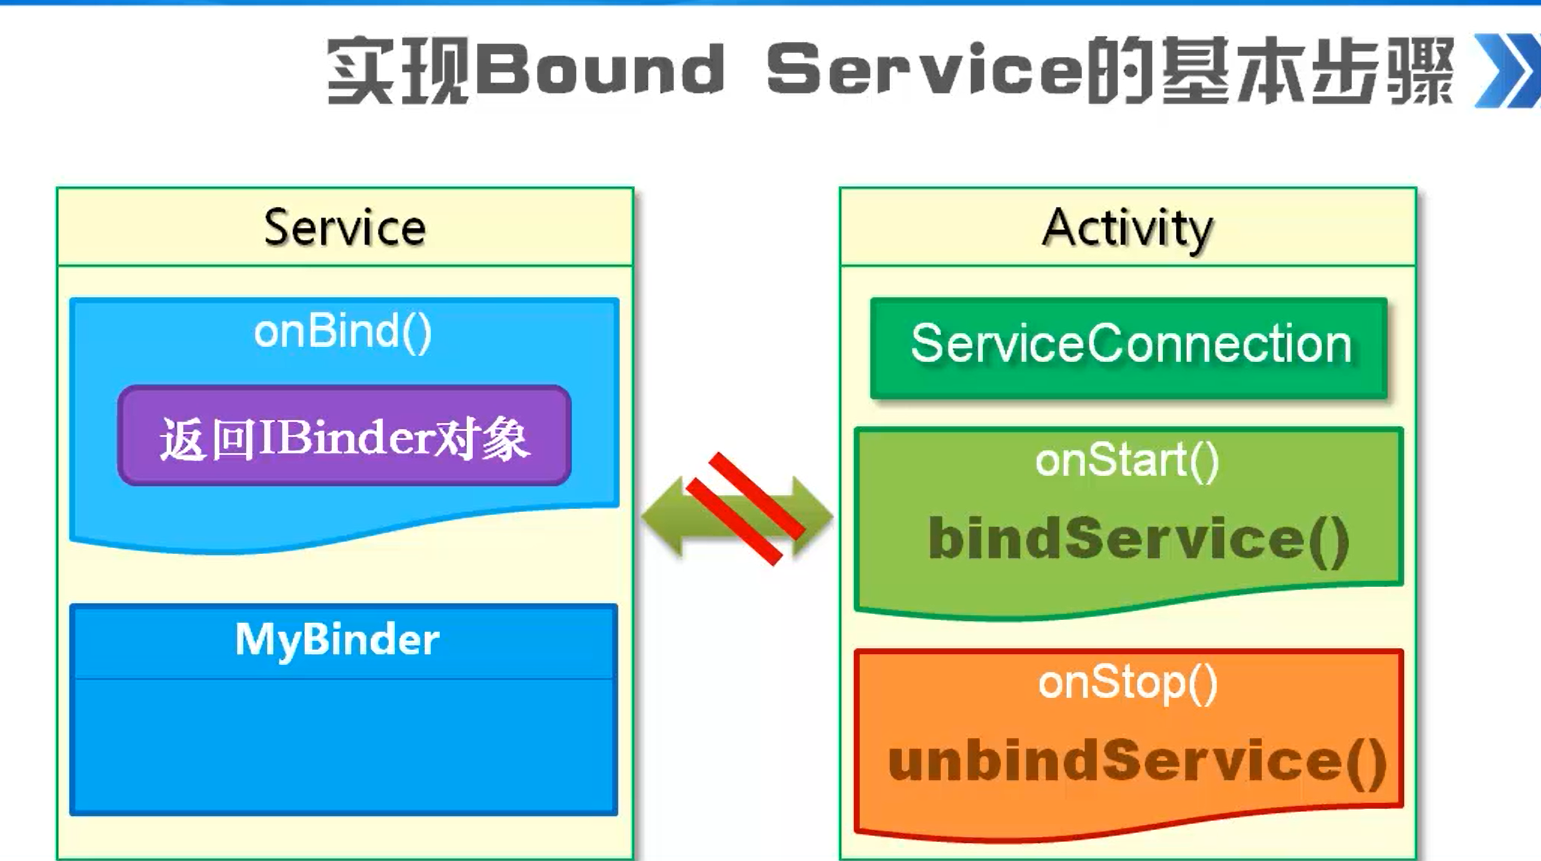 实现Bound Service的基本步骤
Service
onBind()
返回IBinder对象
MyBinder
Activity
ServiceConnection
onStart()
bindService()
onStop()
unbindService()